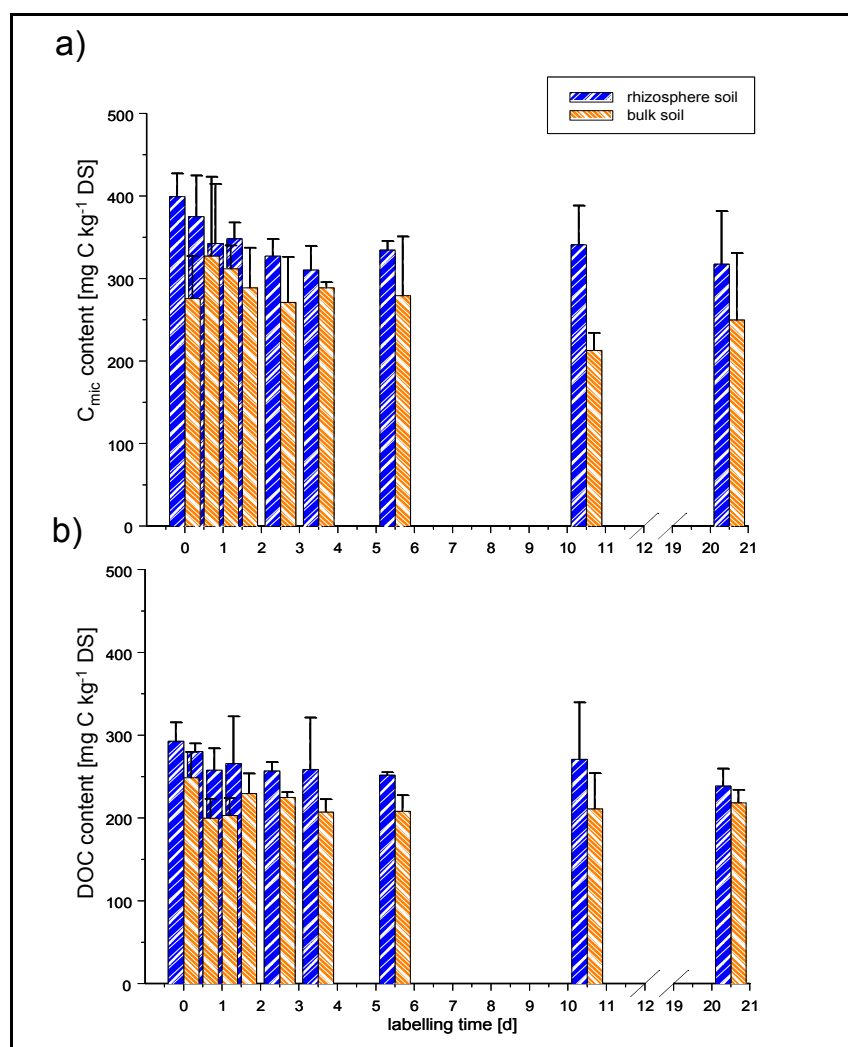 a)
rhizosphere soil
bulk soil
500
400
300
200
100
0
C_mic content [mg C kg⁻¹ DS]
0 1 2 3 4 5 6 7 8 9 10 11 12 19 20 21
b)
500
400
300
200
100
0
DOC content [mg C kg⁻¹ DS]
0 1 2 3 4 5 6 7 8 9 10 11 12 19 20 21
labelling time [d]